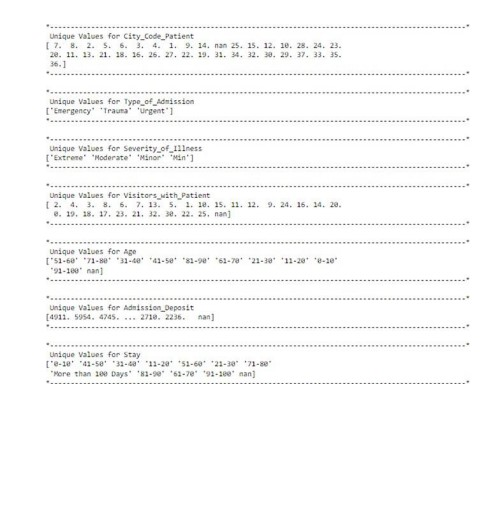 *----------------------------------------------------------------------------------------*
Unique Values for City_Code_Patient
[ 7. 8. 2. 5. 6. 3. 4. 1. 9. 14. nan 25. 15. 12. 10. 28. 24. 23.
20. 11. 13. 21. 18. 16. 26. 27. 22. 19. 31. 34. 32. 30. 29. 37. 33. 35.
36.]
*----------------------------------------------------------------------------------------*
*----------------------------------------------------------------------------------------*
Unique Values for Type_of_Admission
['Emergency' 'Trauma' 'Urgent']
*----------------------------------------------------------------------------------------*
*----------------------------------------------------------------------------------------*
Unique Values for Severity_of_Illness
['Extreme' 'Moderate' 'Minor' 'Min']
*----------------------------------------------------------------------------------------*
*----------------------------------------------------------------------------------------*
Unique Values for Visitors_with_Patient
[ 2. 4. 3. 8. 6. 7. 13. 5. 1. 10. 15. 11. 12. 9. 24. 16. 14. 20.
0. 19. 18. 17. 23. 21. 32. 30. 22. 25. nan]
*----------------------------------------------------------------------------------------*
*----------------------------------------------------------------------------------------*
Unique Values for Age
['51-60' '71-80' '31-40' '41-50' '81-90' '61-70' '21-30' '11-20' '0-10'
'91-100' nan]
*----------------------------------------------------------------------------------------*
*----------------------------------------------------------------------------------------*
Unique Values for Admission_Deposit
[4911. 5954. 4745. ... 2710. 2236. nan]
*----------------------------------------------------------------------------------------*
*----------------------------------------------------------------------------------------*
Unique Values for Stay
['0-10' '41-50' '31-40' '11-20' '51-60' '21-30' '71-80'
'More than 100 Days' '81-90' '61-70' '91-100' nan]
*----------------------------------------------------------------------------------------*